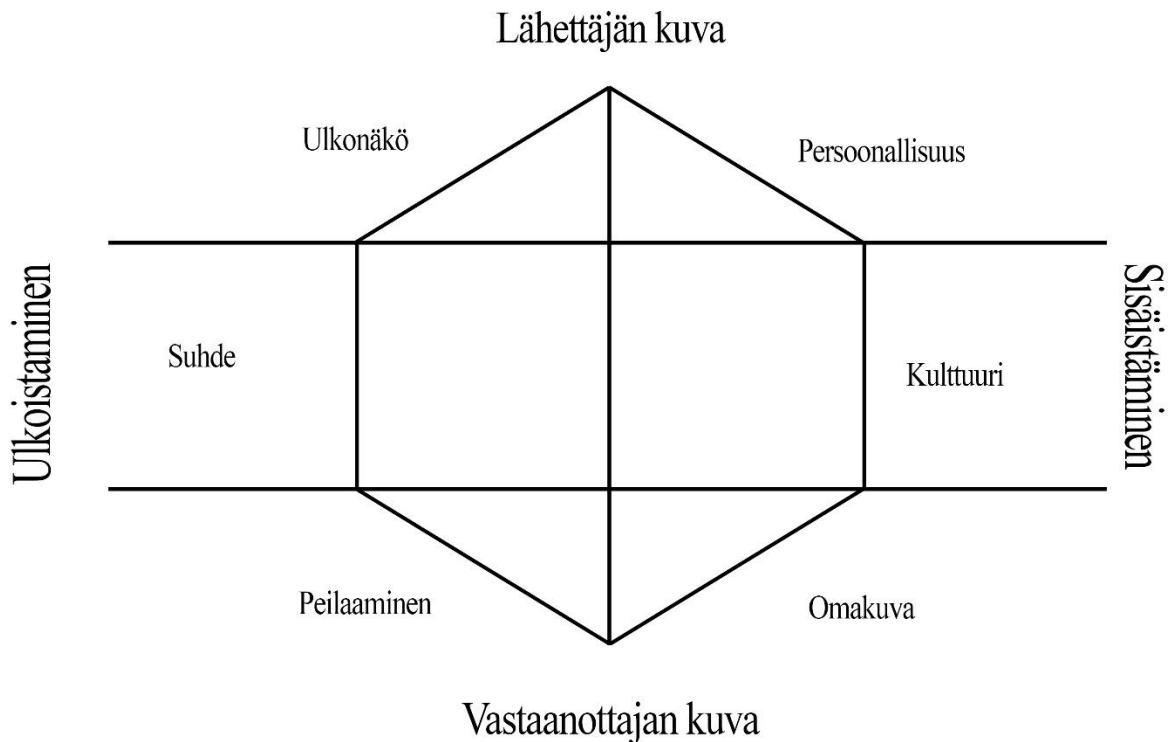 Lähettäjän kuva
Ulkonäkö
Persoonallisuus
Ulkoistaminen
Suhde
Kulttuuri
Sisäistäminen
Peilaaminen
Omakuva
Vastaanottajan kuva